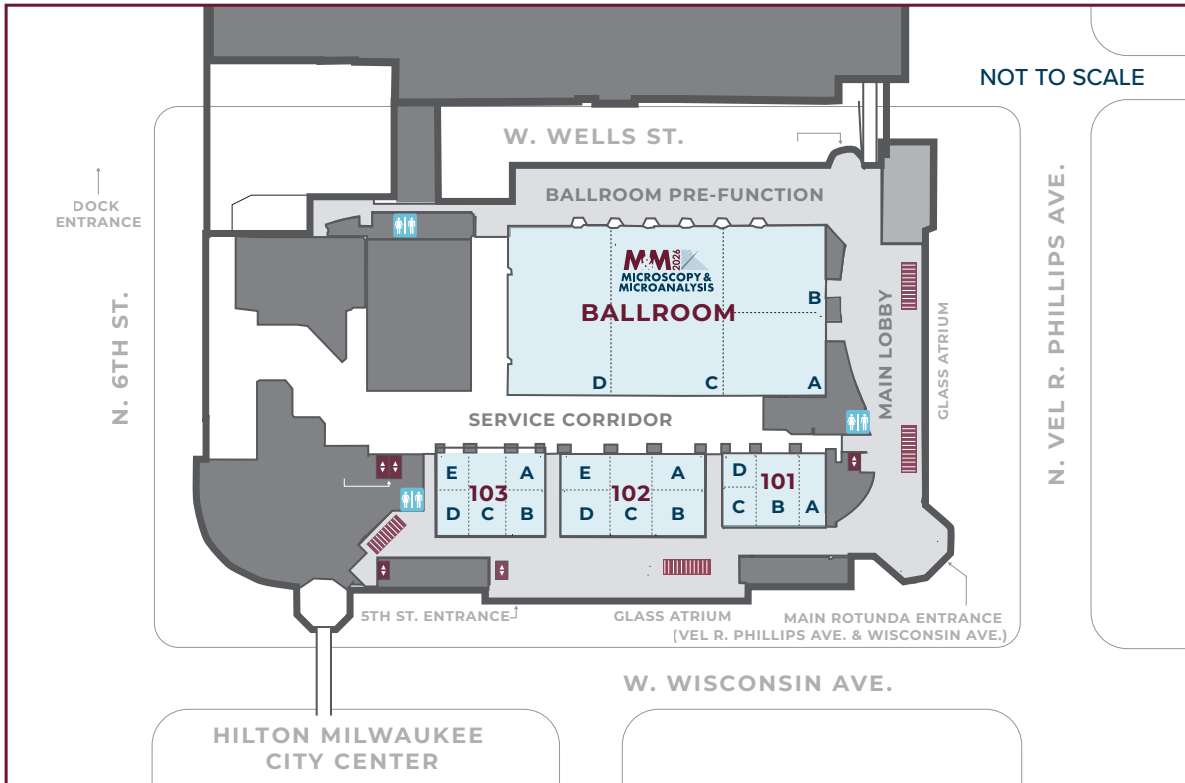 NOT TO SCALE
W. WELLS ST.
DOCK
ENTRANCE
BALLROOM PRE-FUNCTION
N. 6TH ST.
M&M
2026
MICROSCOPY &
MICROANALYSIS
BALLROOM
B
D
C
A
MAIN LOBBY
GLASS ATRIUM
N. VEL R. PHILLIPS AVE.
SERVICE CORRIDOR
E
A
103
D
C
B
E
A
102
D
C
B
D
101
C
B
A
5TH ST. ENTRANCE
GLASS ATRIUM
MAIN ROTUNDA ENTRANCE
(VEL R. PHILLIPS AVE. & WISCONSIN AVE.)
W. WISCONSIN AVE.
HILTON MILWAUKEE
CITY CENTER